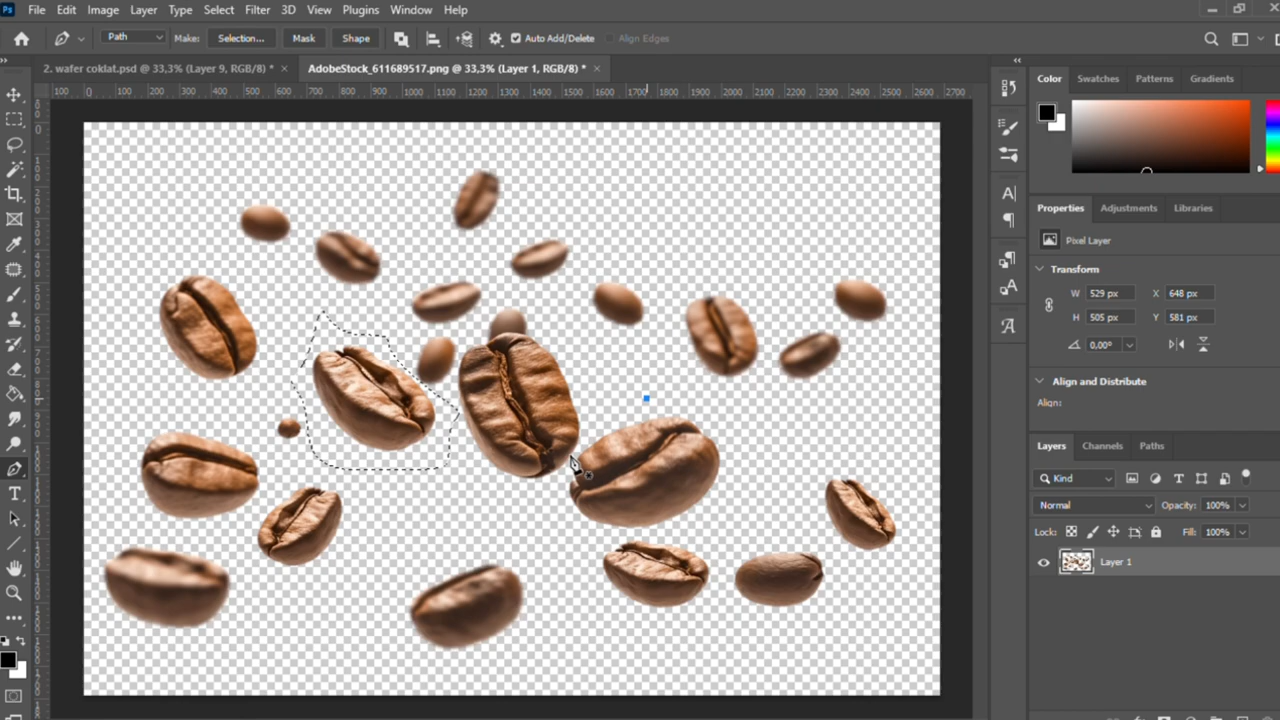 Ps File Edit Image Layer Type Select Filter 3D View Plugins Window Help
Path Make: Selection... Mask Shape Auto Add/Delete Align Edges
2. wafer coklat.psd @ 33,3% (Layer 9, RGB/8) * × AdobeStock_611689517.png @ 33,3% (Layer 1, RGB/8) * ×
100 0 100 200 300 400 500 600 700 800 900 1000 1100 1200 1300 1400 1500 1600 1700 1800 1900 2000 2100 2200 2300 2400 2500 2600 2700
Color Swatches Patterns Gradients
Properties Adjustments Libraries
Pixel Layer
Transform
W 529 px X 648 px
H 505 px Y 581 px
0,00°
Align and Distribute
Align:
Layers Channels Paths
Kind
Normal Opacity: 100%
Lock: Fill: 100%
Layer 1